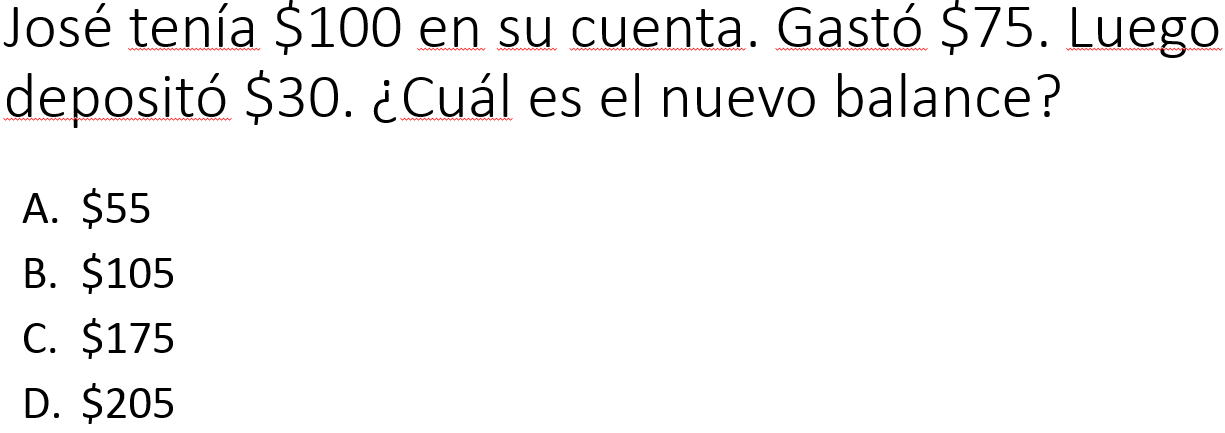 José tenía $100 en su cuenta. Gastó $75. Luego
depositó $30. ¿Cuál es el nuevo balance?
A. $55
B. $105
C. $175
D. $205